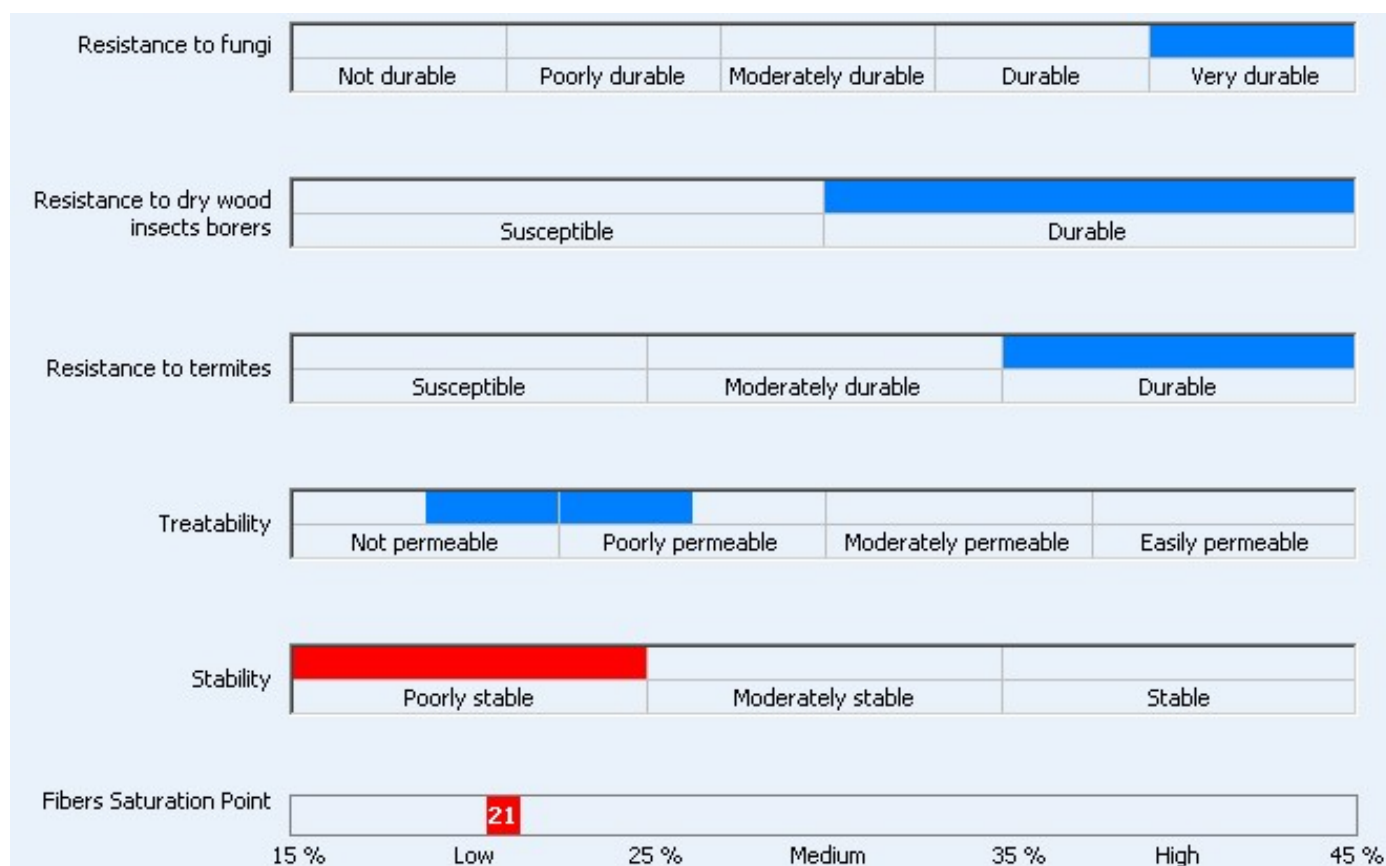 Resistance to fungi
Not durable Poorly durable Moderately durable Durable Very durable
Resistance to dry wood
insects borers
Susceptible Durable
Resistance to termites
Susceptible Moderately durable Durable
Treatability
Not permeable Poorly permeable Moderately permeable Easily permeable
Stability
Poorly stable Moderately stable Stable
Fibers Saturation Point
21
15 % Low 25 % Medium 35 % High 45 %